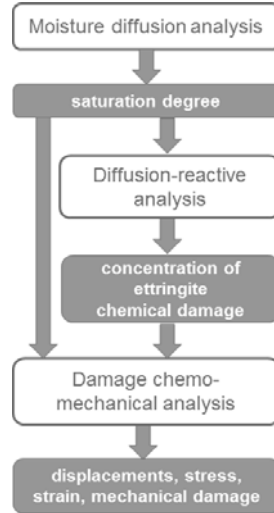 Moisture diffusion analysis
saturation degree
Diffusion-reactive
analysis
concentration of
ettringite
chemical damage
Damage chemo-
mechanical analysis
displacements, stress,
strain, mechanical damage